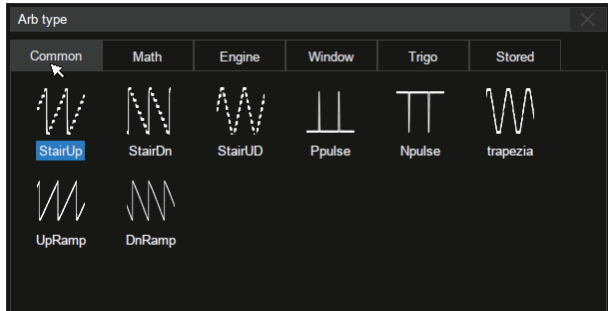 Arb type
Common Math Engine Window Trigo Stored
StairUp StairDn StairUD Ppulse Npulse trapezia
UpRamp DnRamp